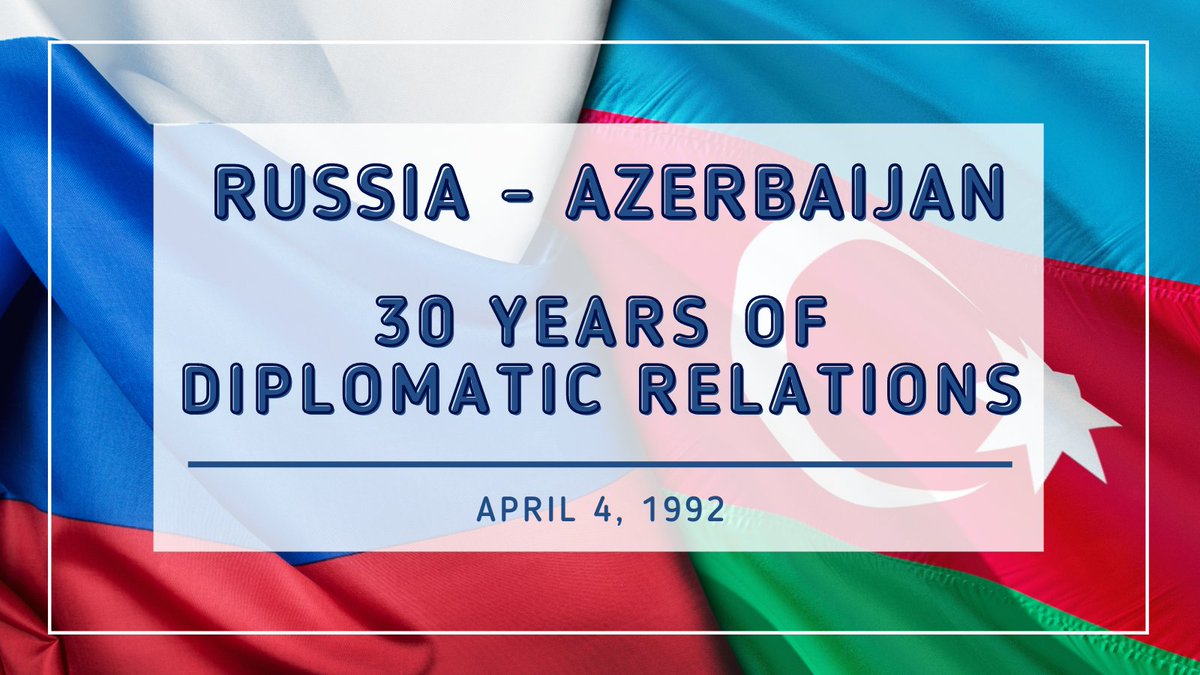 RUSSIA - AZERBAIJAN
30 YEARS OF
DIPLOMATIC RELATIONS
APRIL 4, 1992